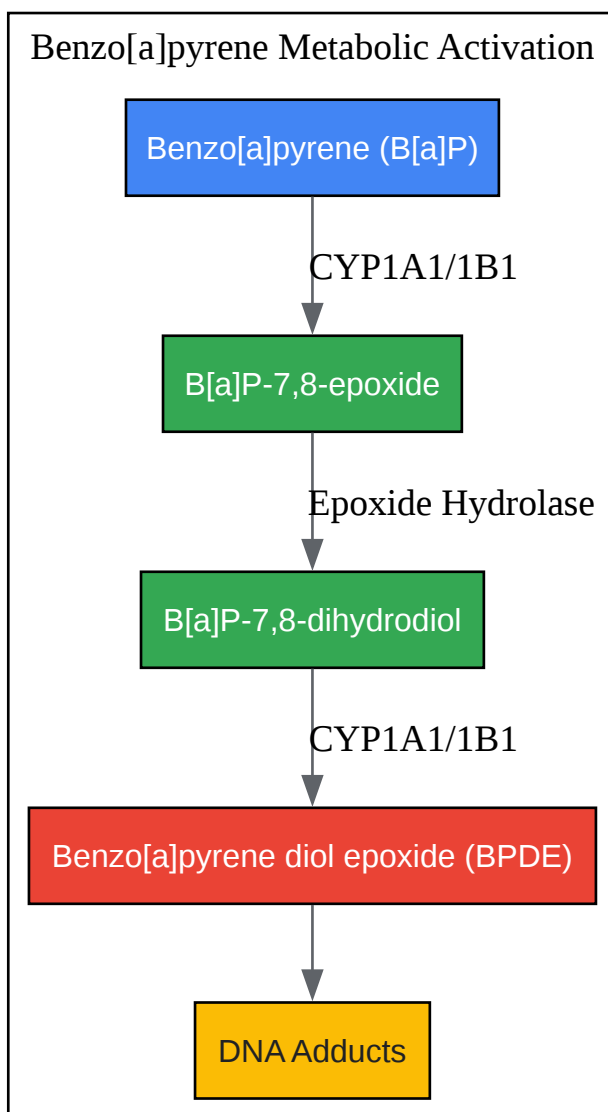 Benzo[a]pyrene Metabolic Activation
Benzo[a]pyrene (B[a]P)
CYP1A1/1B1
B[a]P-7,8-epoxide
Epoxide Hydrolase
B[a]P-7,8-dihydrodiol
CYP1A1/1B1
Benzo[a]pyrene diol epoxide (BPDE)
DNA Adducts